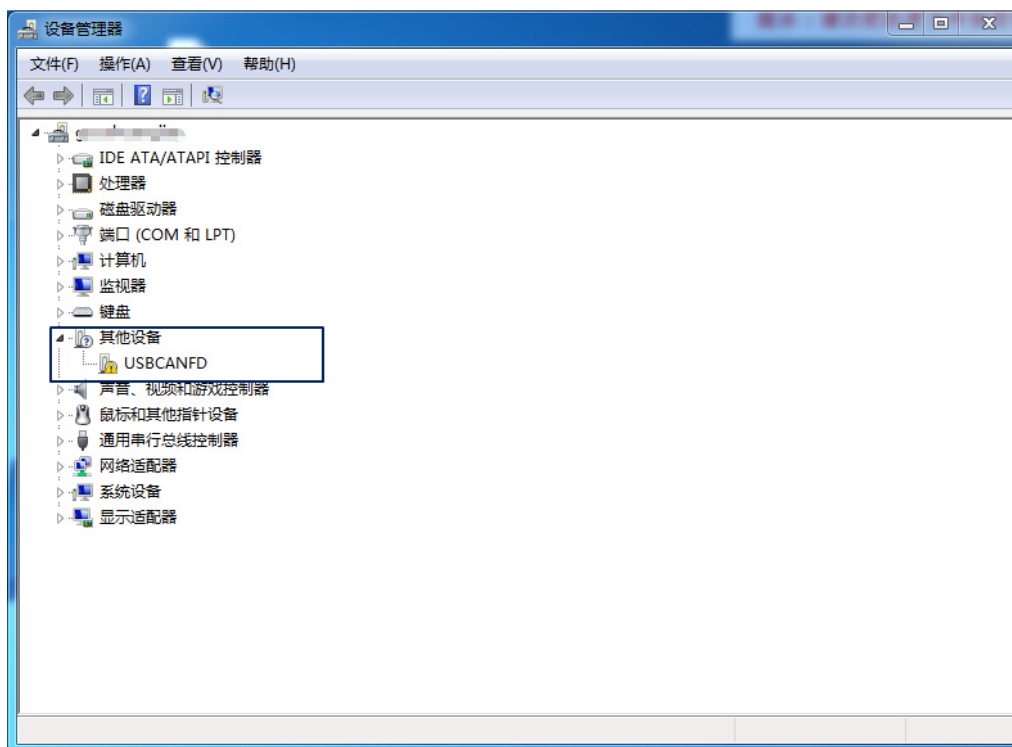 设备管理器
文件(F) 操作(A) 查看(V) 帮助(H)
IDE ATA/ATAPI 控制器
处理器
磁盘驱动器
端口 (COM 和 LPT)
计算机
监视器
键盘
其他设备
USBCANFD
声音、视频和游戏控制器
鼠标和其他指针设备
通用串行总线控制器
网络适配器
系统设备
显示适配器